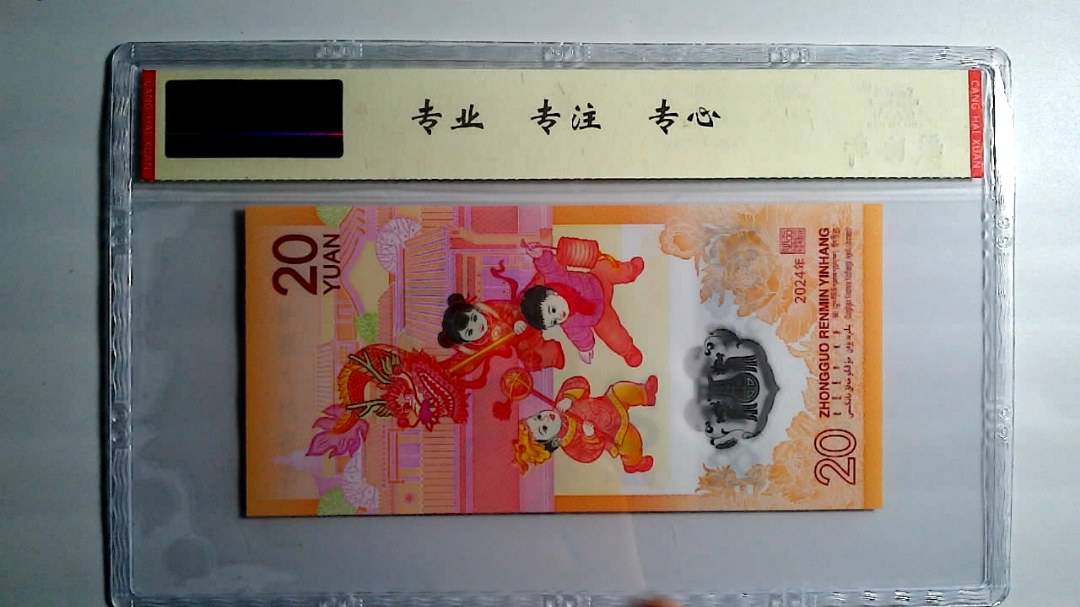 CANG HAI XUAN
专业 专注 专心
CANG HAI XUAN
20
YUAN
2024年
ZHONGGUO RENMIN YINHANG
20